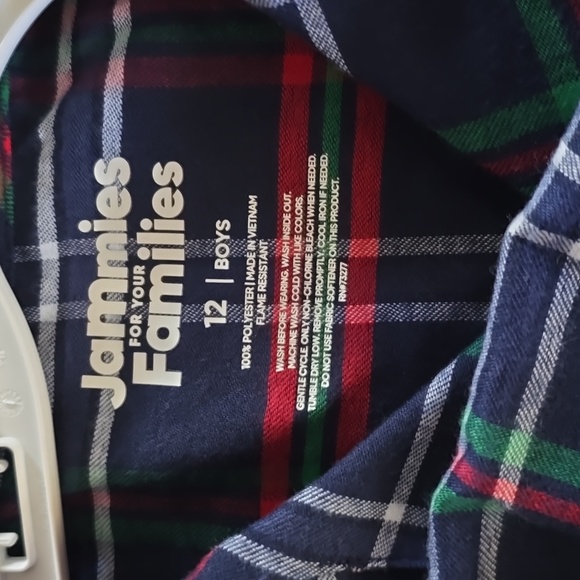 Jammies
FOR YOUR
Families
12 | BOYS
100% POLYESTER | MADE IN VIETNAM
FLAME RESISTANT
WASH BEFORE WEARING. WASH INSIDE OUT.
MACHINE WASH COLD WITH LIKE COLORS.
GENTLE CYCLE. ONLY NON-CHLORINE BLEACH WHEN NEEDED.
TUMBLE DRY LOW. REMOVE PROMPTLY. COOL IRON IF NEEDED.
DO NOT USE FABRIC SOFTENER ON THIS PRODUCT.
RN#73277